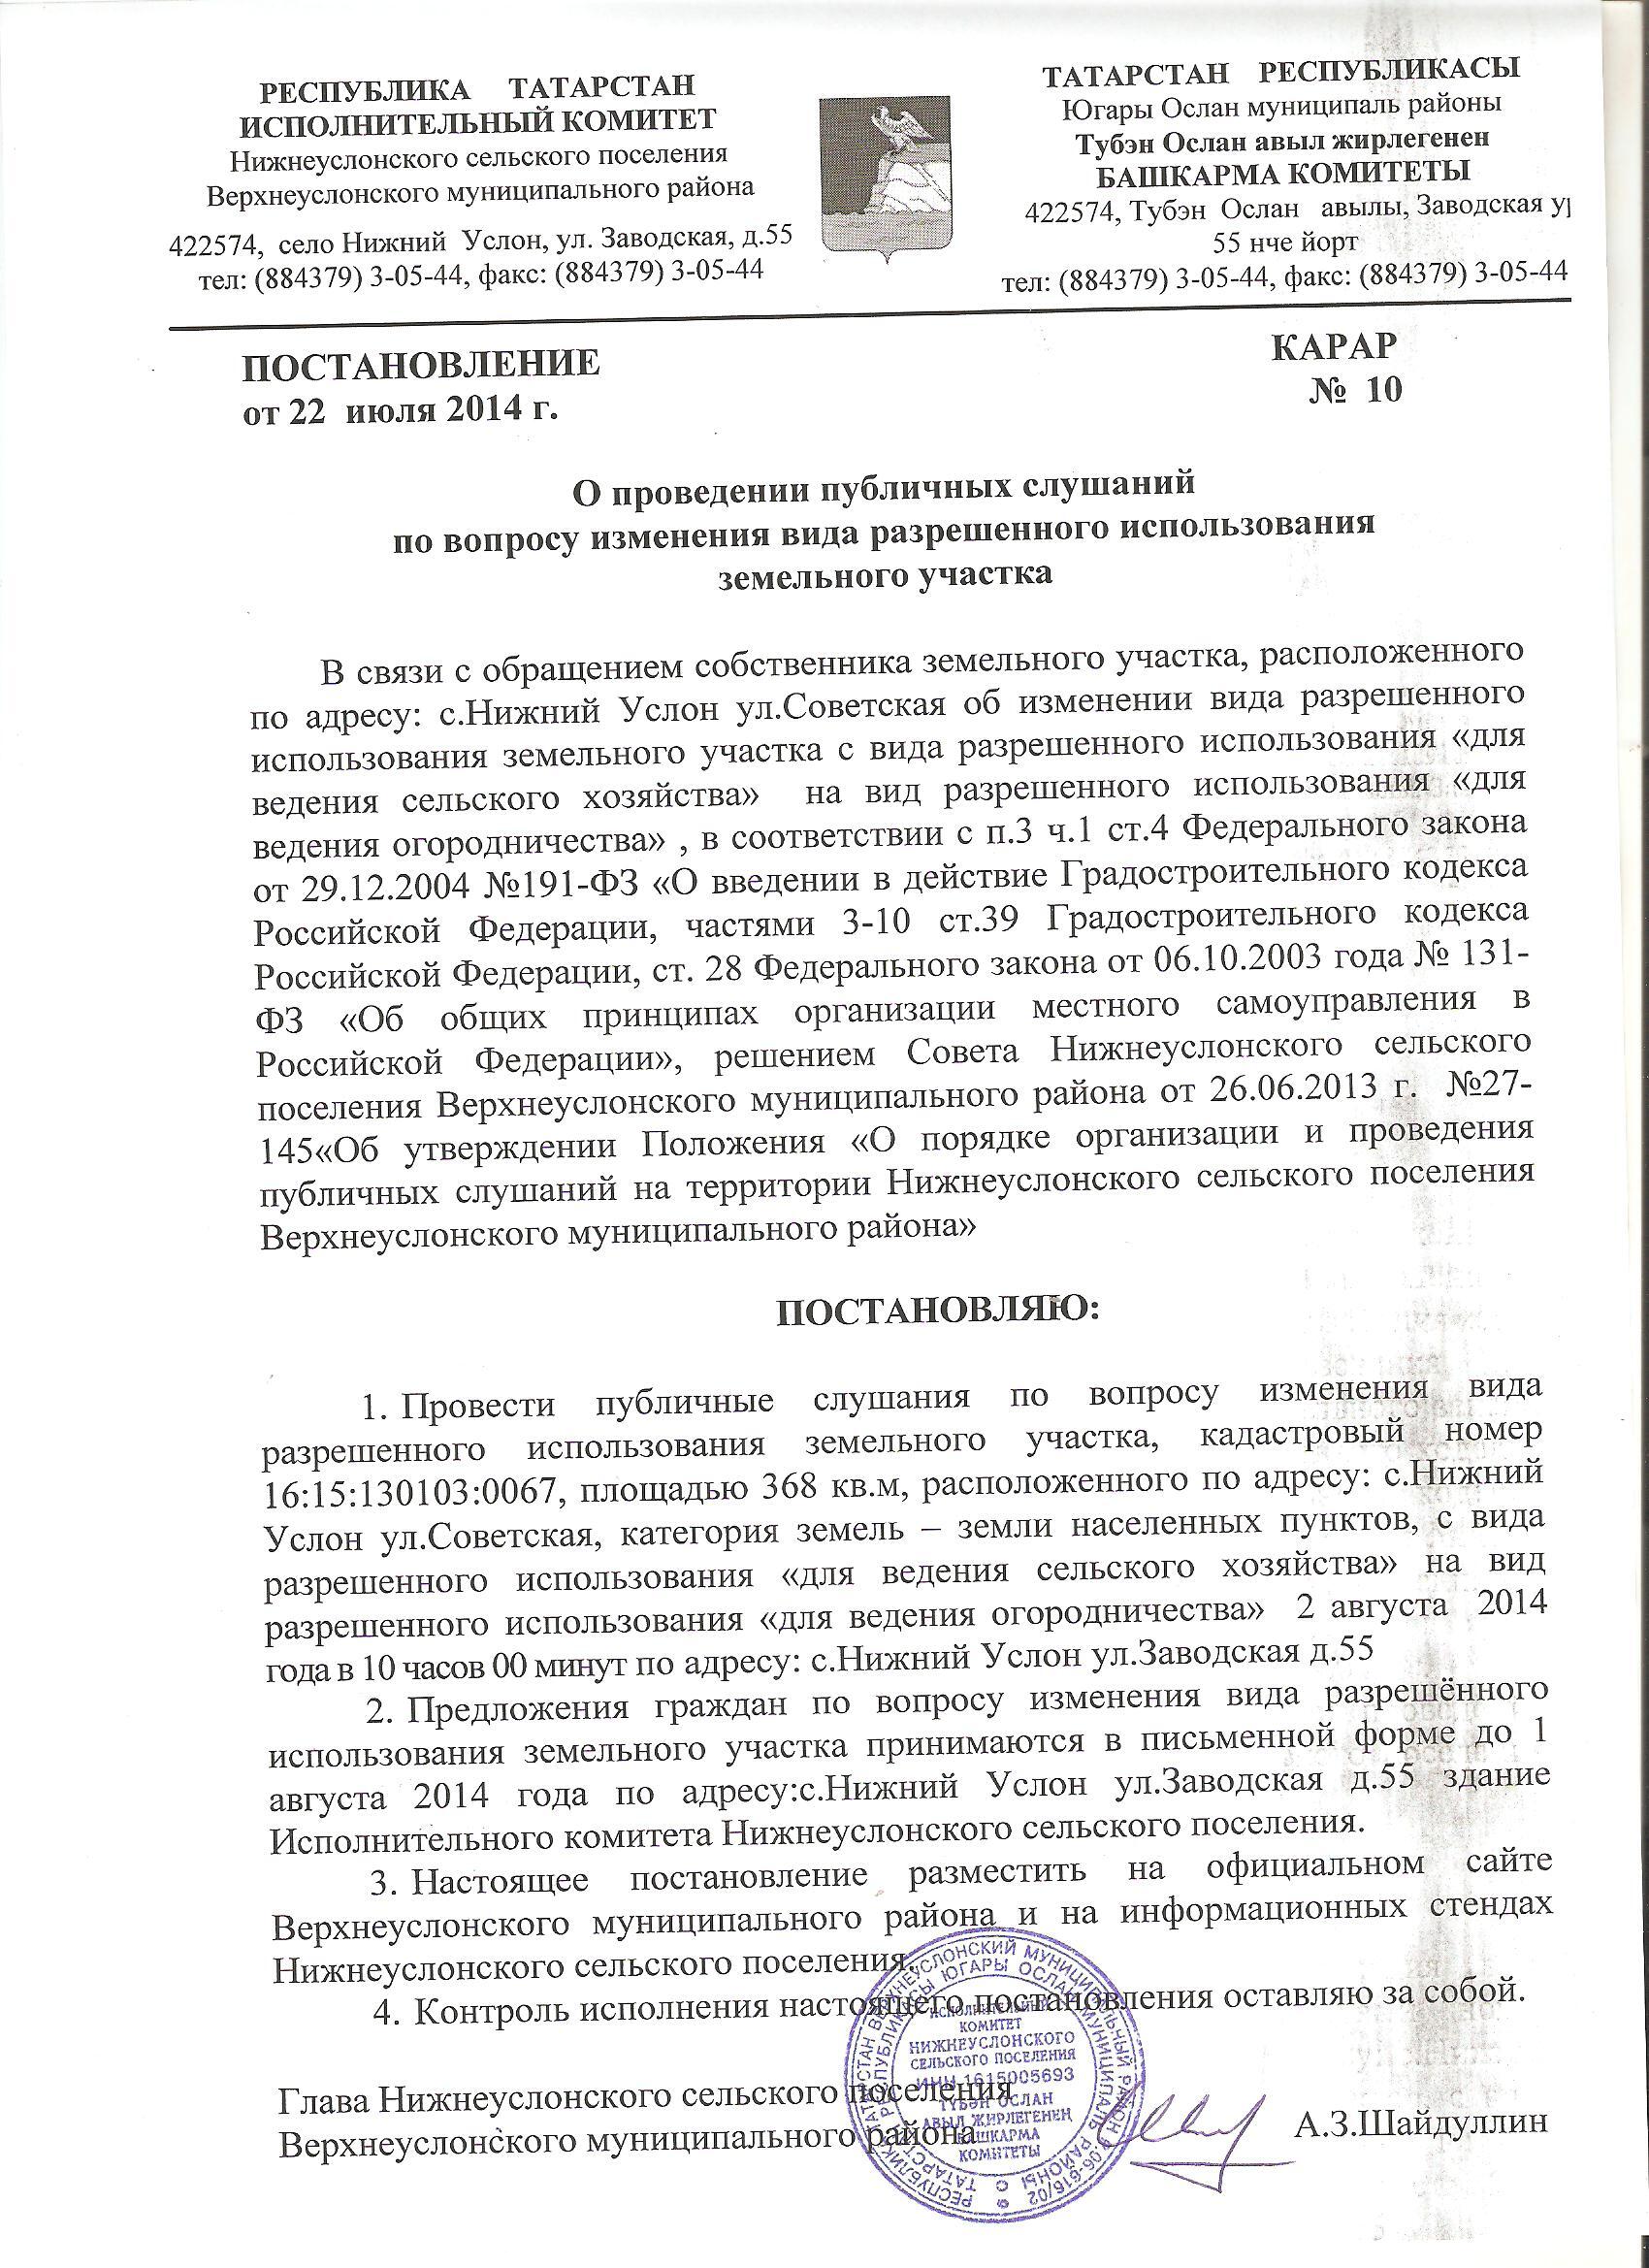 РЕСПУБЛИКА ТАТАРСТАН
ИСПОЛНИТЕЛЬНЫЙ КОМИТЕТ
Нижнеуслонского сельского поселения
Верхнеуслонского муниципального района
422574, село Нижний Услон, ул. Заводская, д.55
тел: (884379) 3-05-44, факс: (884379) 3-05-44
ТАТАРСТАН РЕСПУБЛИКАСЫ
Югары Ослан муниципаль районы
Тубэн Ослан авыл жирлегенен
БАШКАРМА КОМИТЕТЫ
422574, Тубэн Ослан авылы, Заводская
55 нче йорт
тел: (884379) 3-05-44, факс: (884379) 3-05-44
ПОСТАНОВЛЕНИЕ
от 22 июля 2014 г.
КАРАР
№ 10
О проведении публичных слушаний
по вопросу изменения вида разрешенного использования
земельного участка
В связи с обращением собственника земельного участка, расположенного
по адресу: с.Нижний Услон ул.Советская об изменении вида разрешенного
использования земельного участка с вида разрешенного использования «для
ведения сельского хозяйства» на вид разрешенного использования «для
ведения огородничества» , в соответствии с п.3 ч.1 ст.4 Федерального закона
от 29.12.2004 №191-ФЗ «О введении в действие Градостроительного кодекса
Российской Федерации, частями 3-10 ст.39 Градостроительного кодекса
Российской Федерации, ст. 28 Федерального закона от 06.10.2003 года № 131-
ФЗ «Об общих принципах организации местного самоуправления в
Российской Федерации», решением Совета Нижнеуслонского сельского
поселения Верхнеуслонского муниципального района от 26.06.2013 г. №27-
145«Об утверждении Положения «О порядке организации и проведения
публичных слушаний на территории Нижнеуслонского сельского поселения
Верхнеуслонского муниципального района»
ПОСТАНОВЛЯЮ:
1. Провести публичные слушания по вопросу изменения вида
разрешенного использования земельного участка, кадастровый номер
16:15:130103:0067, площадью 368 кв.м, расположенного по адресу: с.Нижний
Услон ул.Советская, категория земель – земли населенных пунктов, с вида
разрешенного использования «для ведения сельского хозяйства» на вид
разрешенного использования «для ведения огородничества» 2 августа 2014
года в 10 часов 00 минут по адресу: с.Нижний Услон ул.Заводская д.55
2. Предложения граждан по вопросу изменения вида разрешённого
использования земельного участка принимаются в письменной форме до 1
августа 2014 года по адресу:с.Нижний Услон ул.Заводская д.55 здание
Исполнительного комитета Нижнеуслонского сельского поселения.
3. Настоящее постановление разместить на официальном сайте
Верхнеуслонского муниципального района и на информационных стендах
Нижнеуслонского сельского поселения.
4. Контроль исполнения настоящего постановления оставляю за собой.
Глава Нижнеуслонского сельского поселения
Верхнеуслонского муниципального района
А.З.Шайдуллин
ИСПОЛНИТЕЛЬНЫЙ
КОМИТЕТ
НИЖНЕУСЛОНСКОГО
СЕЛЬСКОГО ПОСЕЛЕНИЯ
ИНН 1615005693
ТҮБӘН ОСЛАН
АВЫЛ ЖИРЛЕГЕНЕҢ
БАШКАРМА
КОМИТЕТЫ